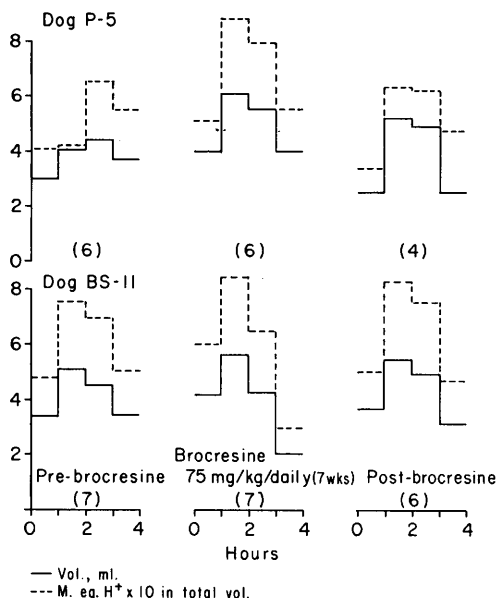 Dog P-5
8
6
4
2
0
(6) (6) (4)
Dog BS-11
8
6
4
2
Brocresine
Pre-brocresine 75 mg/kg/daily(7wks) Post-brocresine
(7) (7) (6)
0 2 4 0 2 4 0 2 4
Hours
— Vol., ml.
--- M. eq. H⁺ x 10 in total vol.